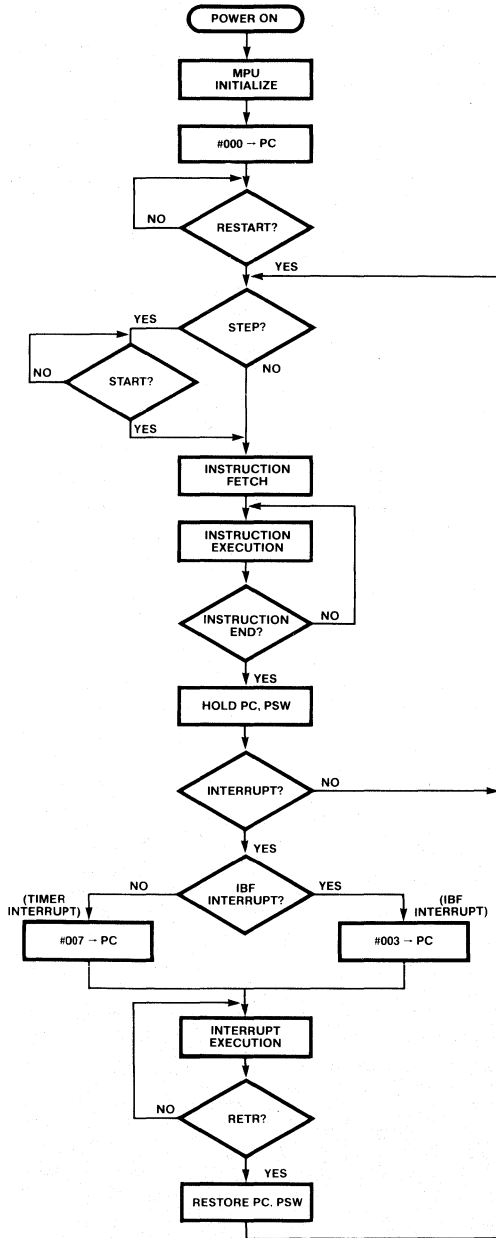 POWER ON
MPU
INITIALIZE
#000 → PC
NO
RESTART?
YES
YES
STEP?
NO
NO
START?
YES
INSTRUCTION
FETCH
INSTRUCTION
EXECUTION
INSTRUCTION
END?
NO
YES
HOLD PC, PSW
INTERRUPT?
NO
YES
NO
IBF
INTERRUPT?
YES
(TIMER
INTERRUPT)
(IBF
INTERRUPT)
#007 → PC
#003 → PC
INTERRUPT
EXECUTION
NO
RETR?
YES
RESTORE PC. PSW